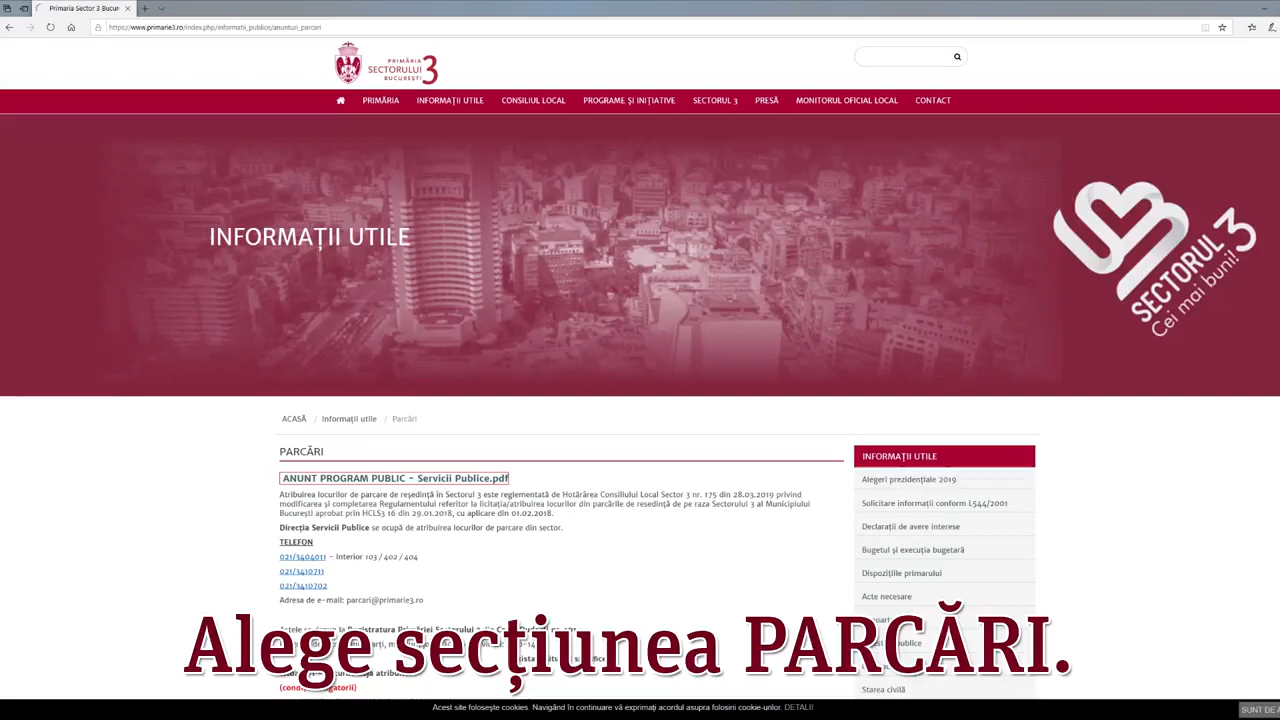 Primaria Sector 3 Bucur
https://www.primarie3.ro/index.php/informatii_publice/anunturi_parcari
PRIMĂRIA
SECTORULUI 3
BUCUREȘTI
PRIMĂRIA INFORMAȚII UTILE CONSILIUL LOCAL PROGRAME ȘI INIȚIATIVE SECTORUL 3 PRESĂ MONITORUL OFICIAL LOCAL CONTACT
INFORMAȚII UTILE
SECTORUL 3
Cei mai buni!
ACASĂ / Informații utile / Parcări
PARCĂRI
ANUNT PROGRAM PUBLIC - Servicii Publice.pdf
Atribuirea locurilor de parcare de reședință în Sectorul 3 este reglementată de Hotărârea Consiliului Local Sector 3 nr. 175 din 28.03.2019 privind
modificarea și completarea Regulamentului referitor la licitația/atribuirea locurilor din parcările de resedință de pe raza Sectorului 3 al Municipiului
București aprobat prin HCLS3 16 din 29.01.2018, cu aplicare din 01.02.2018.
Direcția Servicii Publice se ocupă de atribuirea locurilor de parcare din sector.
TELEFON
021/3404011 - interior 103 / 402 / 404
021/3410711
021/3410702
Adresa de e-mail: parcari@primarie3.ro
INFORMAȚII UTILE
Alegeri prezidențiale 2019
Solicitare informații conform L544/2001
Declarații de avere interese
Bugetul și execuția bugetară
Dispozițiile primarului
Acte necesare
publice
Starea civilă
Alege secțiunea PARCĂRI.
Acest site folosește cookies. Navigând în continuare vă exprimați acordul asupra folosirii cookie-urilor. DETALII
SUNT DE A